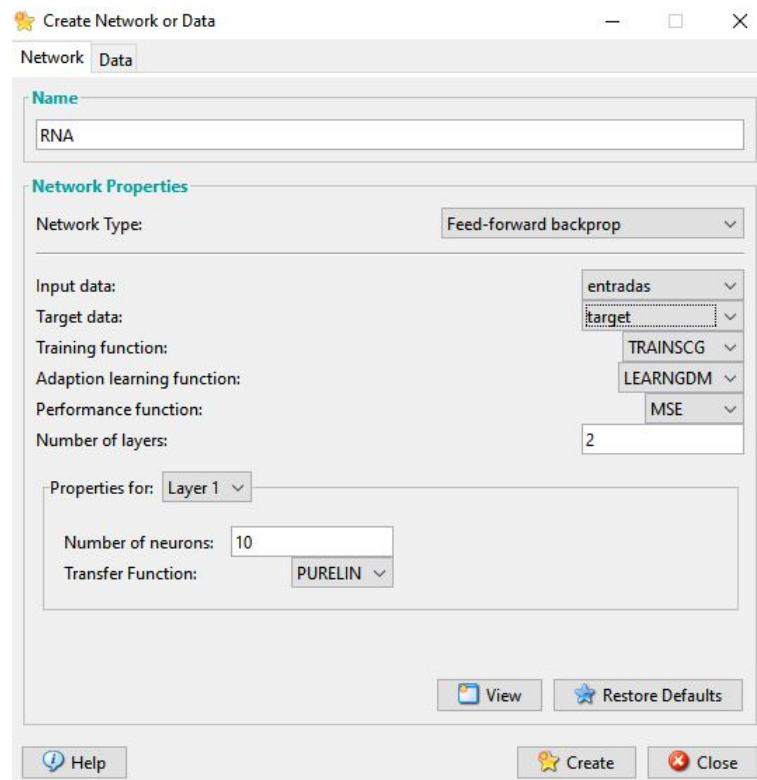 Create Network or Data
Network Data
Name
RNA
Network Properties
Network Type: Feed-forward backprop
Input data: entradas
Target data: target
Training function: TRAINSCG
Adaption learning function: LEARNGDM
Performance function: MSE
Number of layers: 2
Properties for: Layer 1
Number of neurons: 10
Transfer Function: PURELIN
View Restore Defaults
Help Create Close